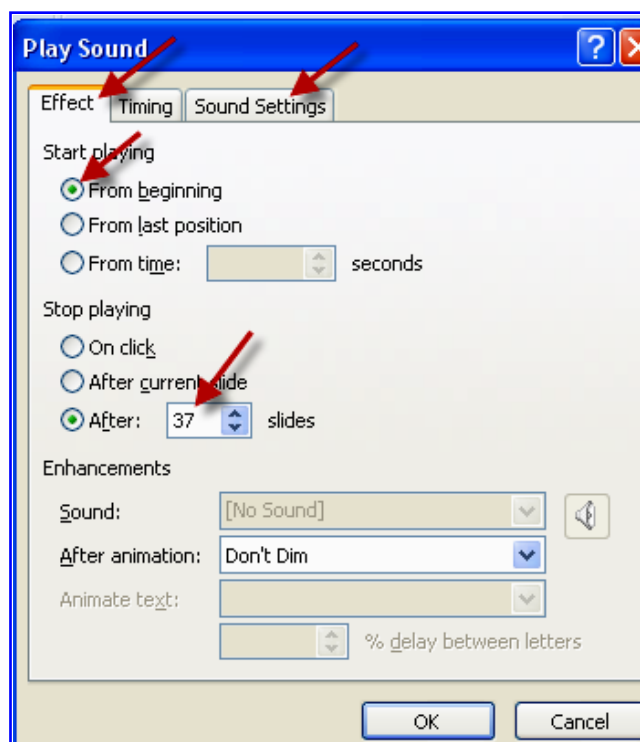 Play Sound
Effect Timing Sound Settings
Start playing
From beginning
From last position
From time: seconds
Stop playing
On click
After current slide
After: 37 slides
Enhancements
Sound: [No Sound]
After animation: Don't Dim
Animate text:
% delay between letters
OK Cancel